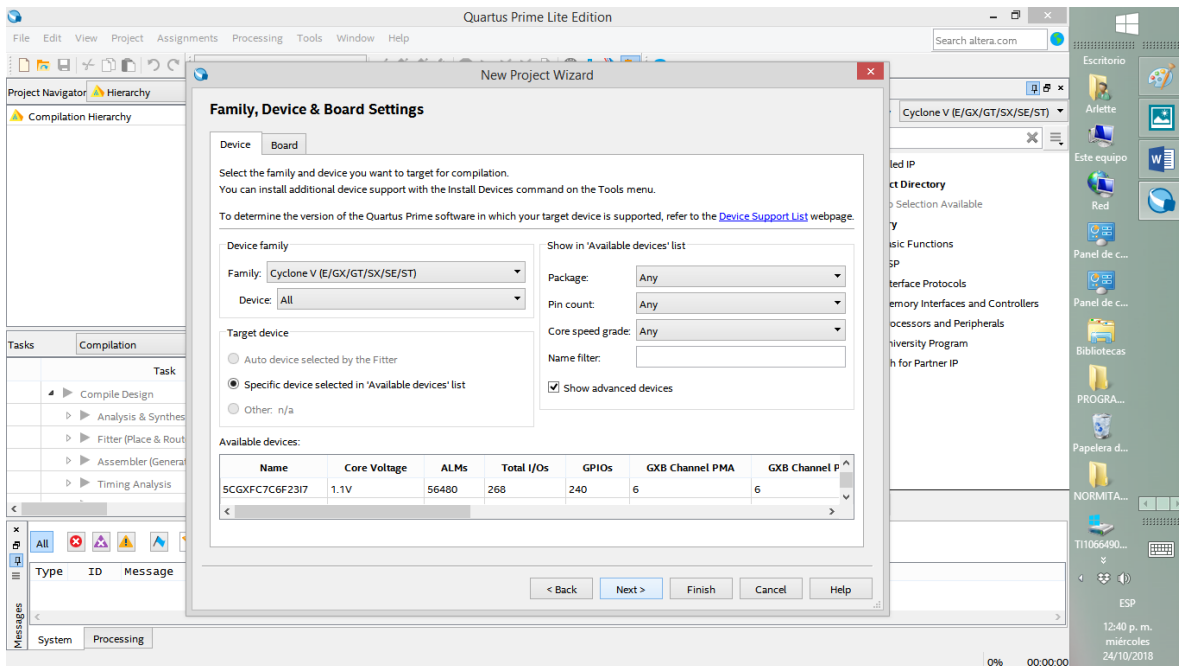 Quartus Prime Lite Edition
File Edit View Project Assignments Processing Tools Window Help
Search altera.com
Project Navigator Hierarchy
Compilation Hierarchy
Tasks Compilation
Task
Compile Design
Analysis & Synthes
Fitter (Place & Rout
Assembler (Generat
Timing Analysis
All
Type ID Message
Messages
System Processing
0% 00:00:00
New Project Wizard
Family, Device & Board Settings
Device Board
Select the family and device you want to target for compilation.
You can install additional device support with the Install Devices command on the Tools menu.
To determine the version of the Quartus Prime software in which your target device is supported, refer to the Device Support List webpage.
Device family
Family: Cyclone V (E/GX/GT/SX/SE/ST)
Device: All
Target device
Auto device selected by the Fitter
Specific device selected in 'Available devices' list
Other: n/a
Show in 'Available devices' list
Package: Any
Pin count: Any
Core speed grade: Any
Name filter:
Show advanced devices
Available devices:
Name Core Voltage ALMs Total I/Os GPIOs GXB Channel PMA GXB Channel P
5CGXFC7C6F23I7 1.1V 56480 268 240 6 6
< Back Next > Finish Cancel Help
Cyclone V (E/GX/GT/SX/SE/ST)
led IP
ct Directory
o Selection Available
ry
asic Functions
SP
terface Protocols
emory Interfaces and Controllers
ocessors and Peripherals
niversity Program
h for Partner IP
Escritorio
Arlette
Este equipo
Red
Panel de c...
Panel de c...
Bibliotecas
PROGRA...
Papelera d...
NORMITA...
TI1066490...
ESP
12:40 p. m.
miércoles
24/10/2018